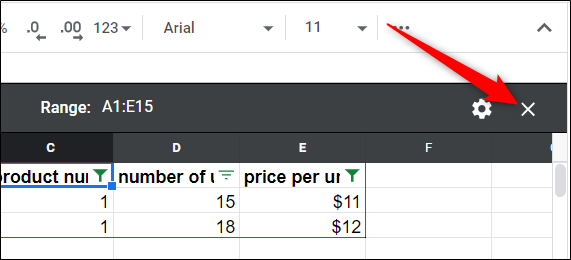 % .0 .00 123 Arial 11 •••
Range: A1:E15
C D E F
product nur number of u price per ur
1 15 $11
1 18 $12